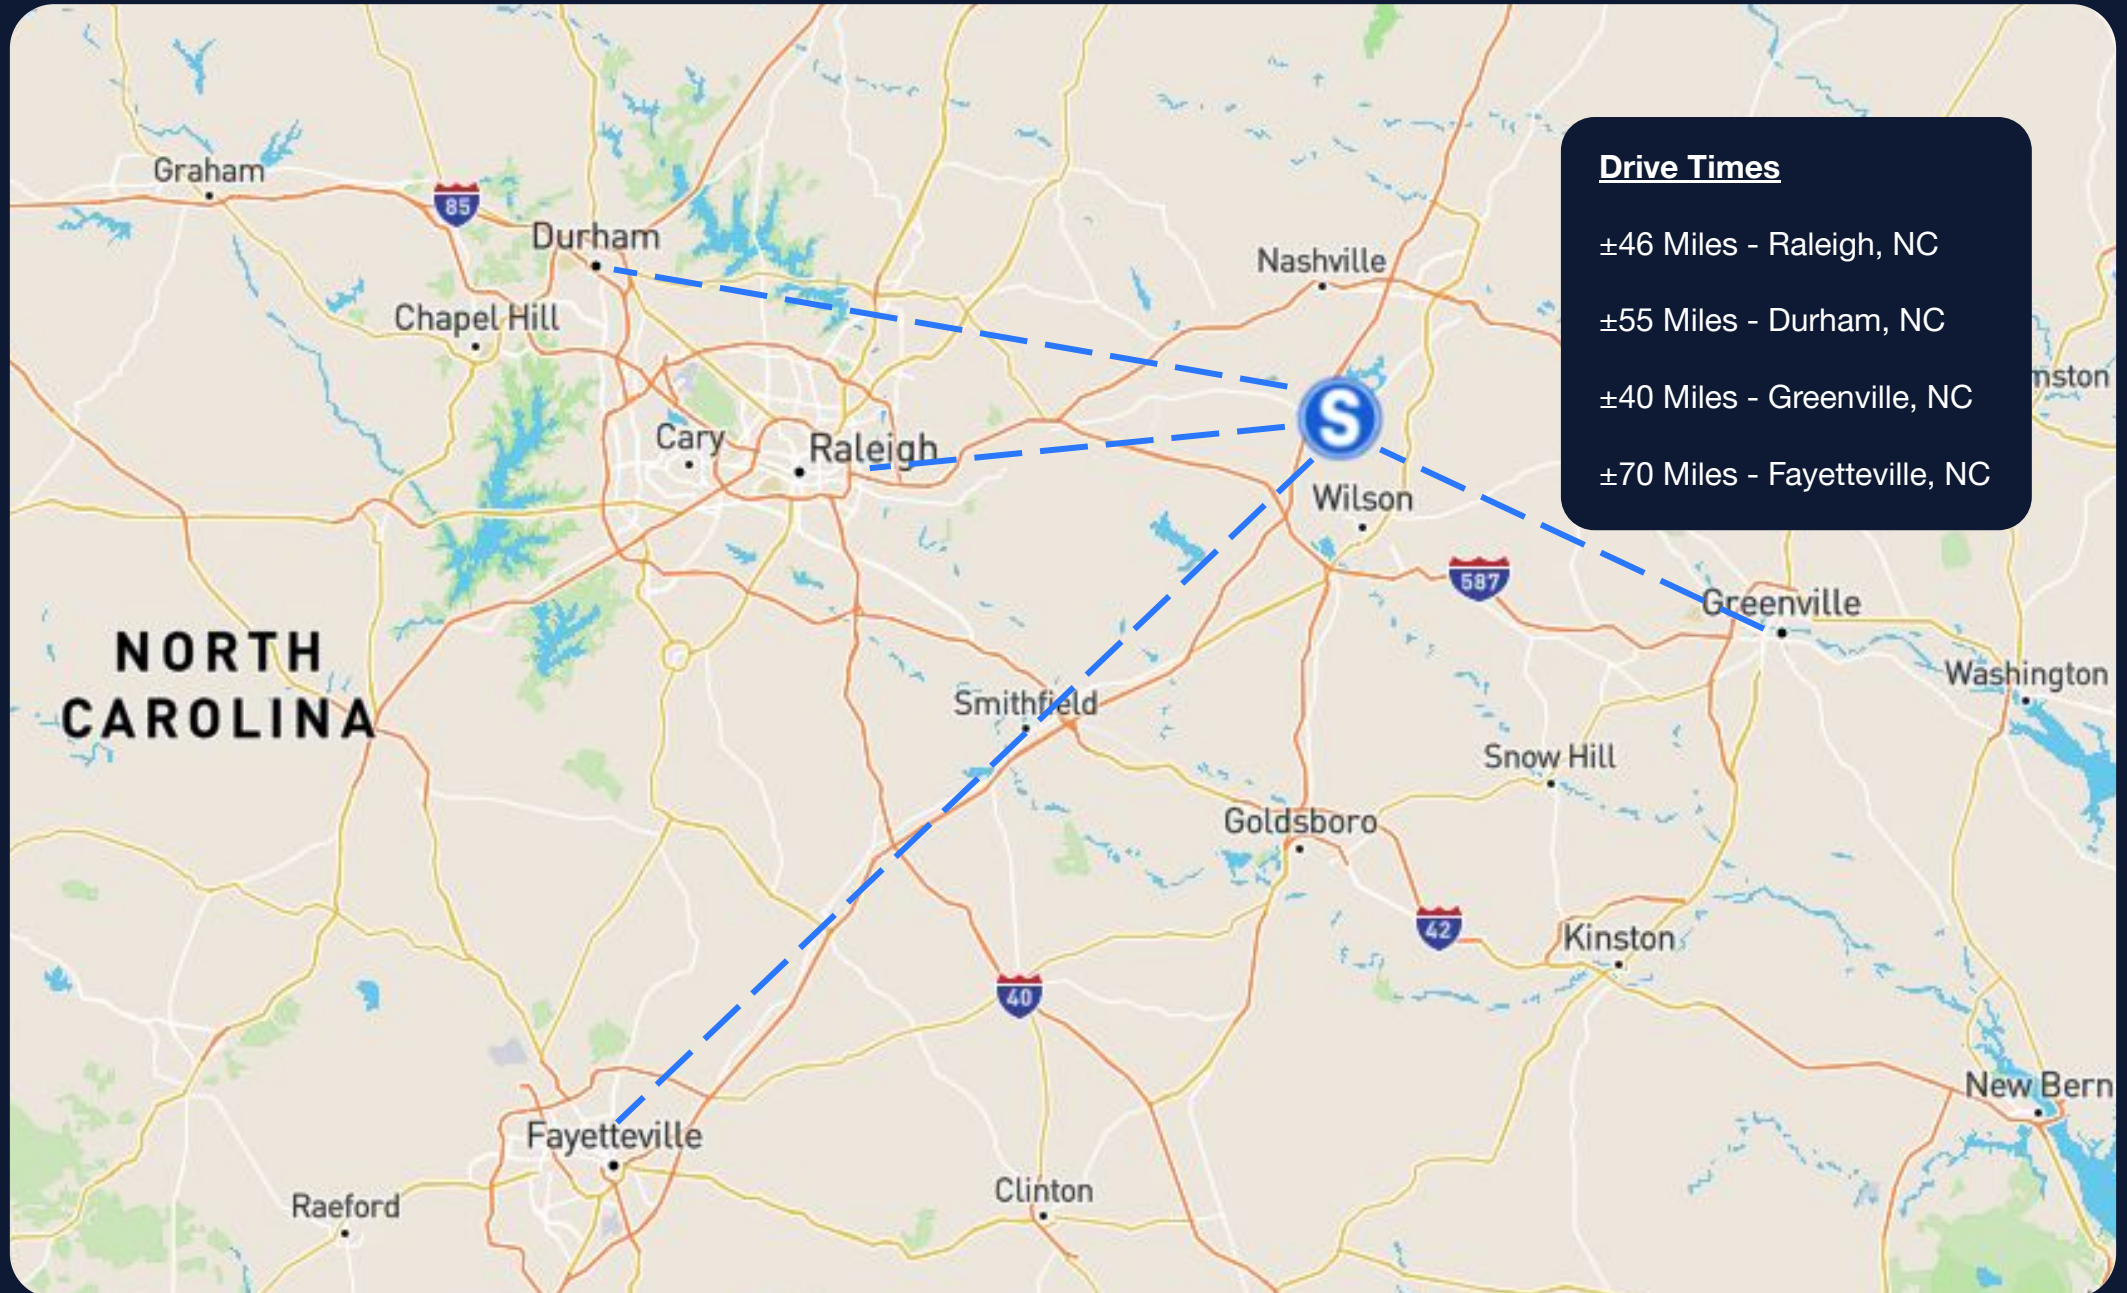 Graham
85
Durham
Chapel Hill
Nashville
Drive Times
±46 Miles - Raleigh, NC
±55 Miles - Durham, NC
±40 Miles - Greenville, NC
±70 Miles - Fayetteville, NC
mston
S
Cary
Raleigh
Wilson
587
Greenville
NORTH
CAROLINA
Washington
Smithfield
Snow Hill
Goldsboro
42
Kinston
40
New Bern
Fayetteville
Raeford
Clinton